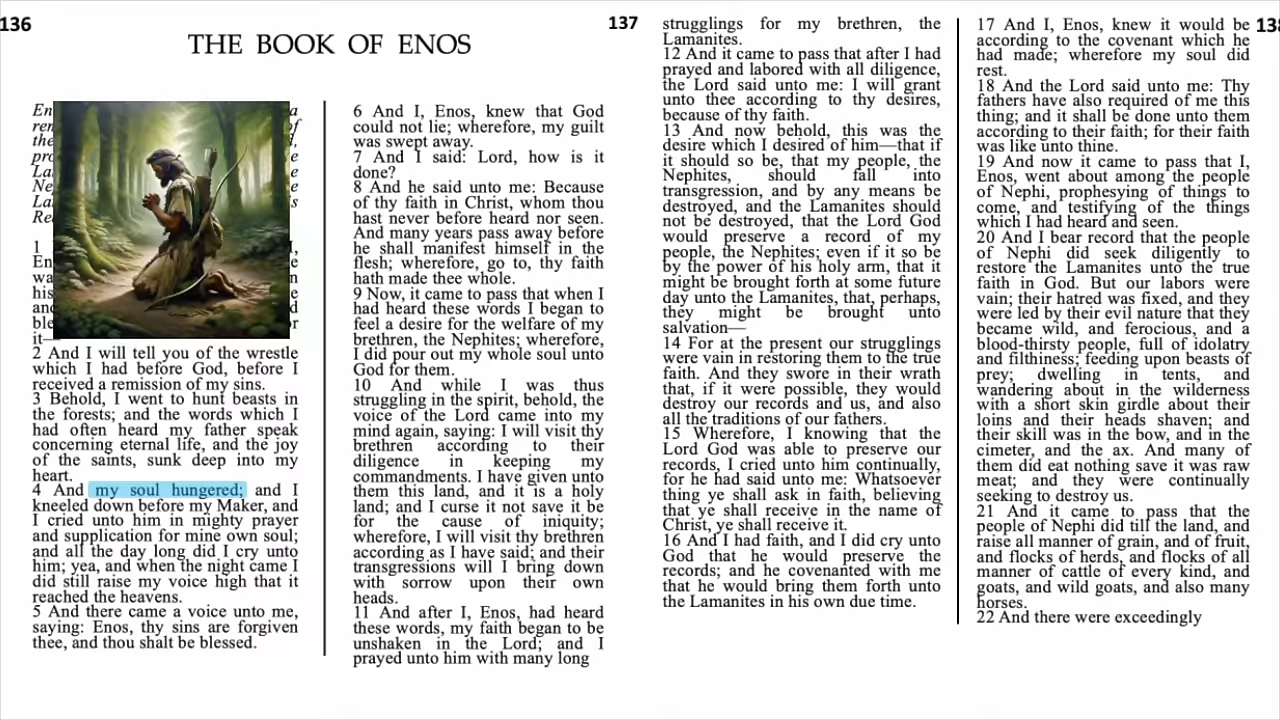 136
THE BOOK OF ENOS
En a
rem of
the
pro e
La e
Ne e
La is
Re
1 I,
En e
wa n
his e
and d
ble r
it—
2 And I will tell you of the wrestle
which I had before God, before I
received a remission of my sins.
3 Behold, I went to hunt beasts in
the forests; and the words which I
had often heard my father speak
concerning eternal life, and the joy
of the saints, sunk deep into my
heart.
4 And my soul hungered; and I
kneeled down before my Maker, and
I cried unto him in mighty prayer
and supplication for mine own soul;
and all the day long did I cry unto
him; yea, and when the night came I
did still raise my voice high that it
reached the heavens.
5 And there came a voice unto me,
saying: Enos, thy sins are forgiven
thee, and thou shalt be blessed.
6 And I, Enos, knew that God
could not lie; wherefore, my guilt
was swept away.
7 And I said: Lord, how is it
done?
8 And he said unto me: Because
of thy faith in Christ, whom thou
hast never before heard nor seen.
And many years pass away before
he shall manifest himself in the
flesh; wherefore, go to, thy faith
hath made thee whole.
9 Now, it came to pass that when I
had heard these words I began to
feel a desire for the welfare of my
brethren, the Nephites; wherefore,
I did pour out my whole soul unto
God for them.
10 And while I was thus
struggling in the spirit, behold, the
voice of the Lord came into my
mind again, saying: I will visit thy
brethren according to their
diligence in keeping my
commandments. I have given unto
them this land, and it is a holy
land; and I curse it not save it be
for the cause of iniquity;
wherefore, I will visit thy brethren
according as I have said; and their
transgressions will I bring down
with sorrow upon their own
heads.
11 And after I, Enos, had heard
these words, my faith began to be
unshaken in the Lord; and I
prayed unto him with many long
137
strugglings for my brethren, the
Lamanites.
12 And it came to pass that after I had
prayed and labored with all diligence,
the Lord said unto me: I will grant
unto thee according to thy desires,
because of thy faith.
13 And now behold, this was the
desire which I desired of him—that if
it should so be, that my people, the
Nephites, should fall into
transgression, and by any means be
destroyed, and the Lamanites should
not be destroyed, that the Lord God
would preserve a record of my
people, the Nephites; even if it so be
by the power of his holy arm, that it
might be brought forth at some future
day unto the Lamanites, that, perhaps,
they might be brought unto
salvation—
14 For at the present our strugglings
were vain in restoring them to the true
faith. And they swore in their wrath
that, if it were possible, they would
destroy our records and us, and also
all the traditions of our fathers.
15 Wherefore, I knowing that the
Lord God was able to preserve our
records, I cried unto him continually,
for he had said unto me: Whatsoever
thing ye shall ask in faith, believing
that ye shall receive in the name of
Christ, ye shall receive it.
16 And I had faith, and I did cry unto
God that he would preserve the
records; and he covenanted with me
that he would bring them forth unto
the Lamanites in his own due time.
17 And I, Enos, knew it would be
according to the covenant which he
had made; wherefore my soul did
rest.
18 And the Lord said unto me: Thy
fathers have also required of me this
thing; and it shall be done unto them
according to their faith; for their faith
was like unto thine.
19 And now it came to pass that I,
Enos, went about among the people
of Nephi, prophesying of things to
come, and testifying of the things
which I had heard and seen.
20 And I bear record that the people
of Nephi did seek diligently to
restore the Lamanites unto the true
faith in God. But our labors were
vain; their hatred was fixed, and they
were led by their evil nature that they
became wild, and ferocious, and a
blood-thirsty people, full of idolatry
and filthiness; feeding upon beasts of
prey; dwelling in tents, and
wandering about in the wilderness
with a short skin girdle about their
loins and their heads shaven; and
their skill was in the bow, and in the
cimeter, and the ax. And many of
them did eat nothing save it was raw
meat; and they were continually
seeking to destroy us.
21 And it came to pass that the
people of Nephi did till the land, and
raise all manner of grain, and of fruit,
and flocks of herds, and flocks of all
manner of cattle of every kind, and
goats, and wild goats, and also many
horses.
22 And there were exceedingly
138